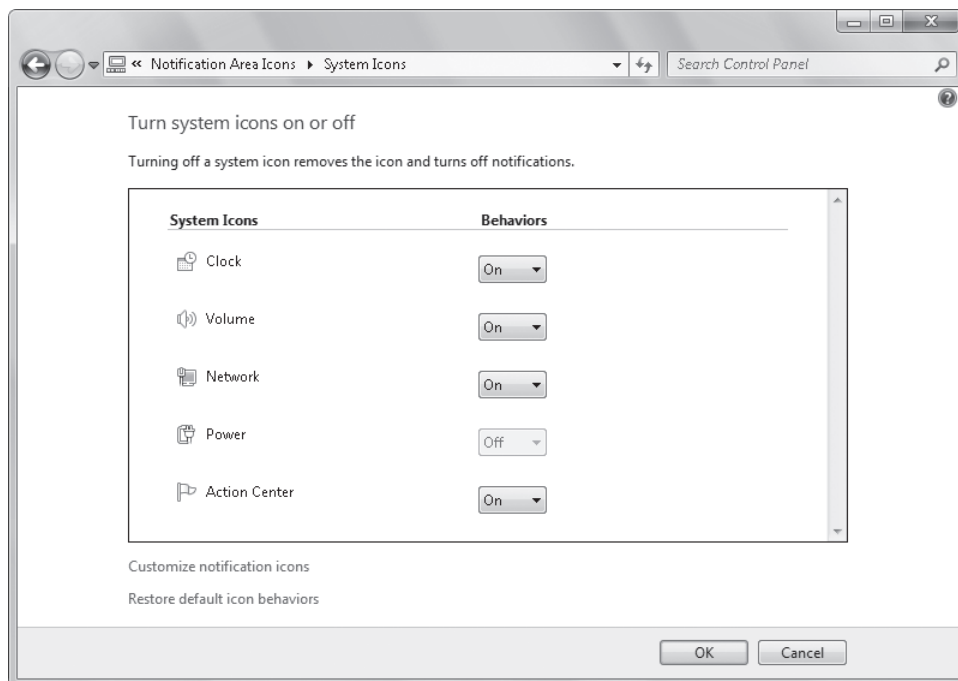 « Notification Area Icons ▸ System Icons
Search Control Panel
Turn system icons on or off
Turning off a system icon removes the icon and turns off notifications.
System Icons Behaviors
Clock On
Volume On
Network On
Power Off
Action Center On
Customize notification icons
Restore default icon behaviors
OK Cancel